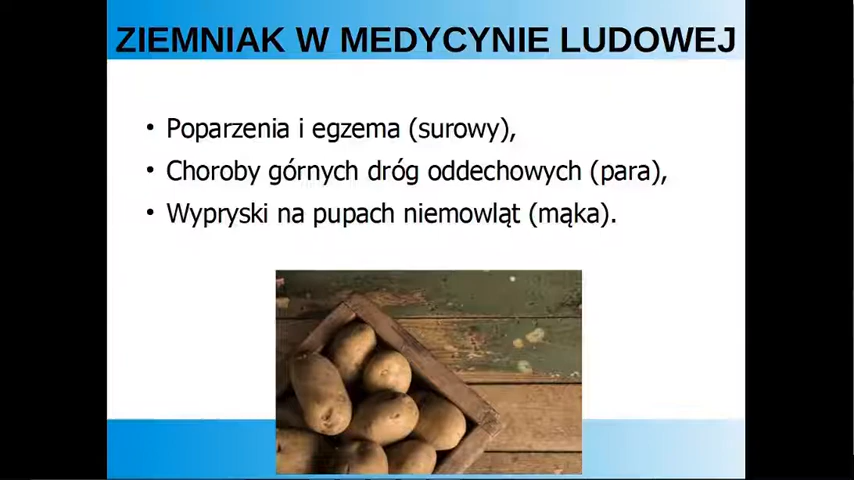 ZIEMNIAK W MEDYCYNIE LUDOWEJ
• Poparzenia i egzema (surowy),
• Choroby górnych dróg oddechowych (para),
• Wypryski na pupach niemowląt (mąka).